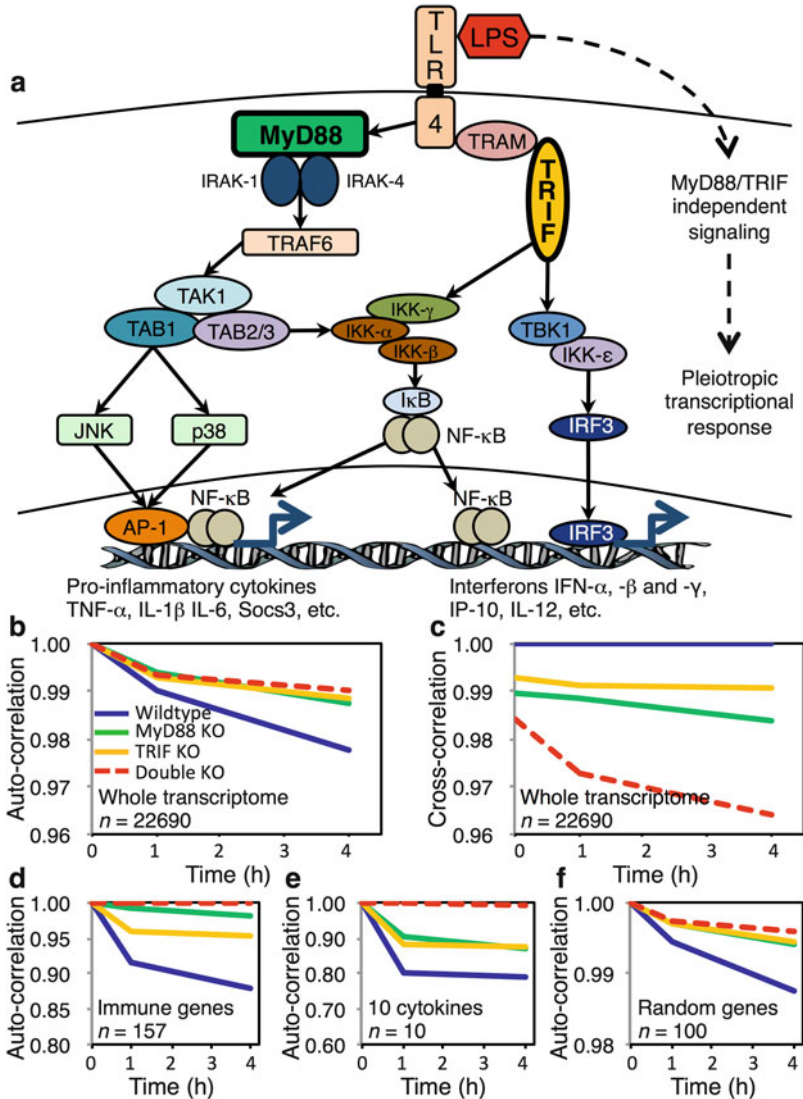 a
TLR
4
LPS
MyD88
TRAM
TRIF
IRAK-1
IRAK-4
MyD88/TRIF
independent
signaling
TRAF6
TAK1
TAB1
TAB2/3
IKK-γ
IKK-α
IKK-β
TBK1
IKK-ε
Pleiotropic
transcriptional
response
JNK
p38
IκB
NF-κB
IRF3
NF-κB
NF-κB
AP-1
IRF3
Pro-inflammatory cytokines
TNF-α, IL-1β IL-6, Socs3, etc.
Interferons IFN-α, -β and -γ,
IP-10, IL-12, etc.
b
Auto-correlation
1.00
0.99
0.98
0.97
0.96
Wildtype
MyD88 KO
TRIF KO
Double KO
Whole transcriptome
n = 22690
0 1 2 3 4
Time (h)
c
Cross-correlation
1.00
0.99
0.98
0.97
0.96
Whole transcriptome
n = 22690
0 1 2 3 4
Time (h)
d
Auto-correlation
1.00
0.95
0.90
0.85
0.80
Immune genes
n = 157
0 1 2 3 4
Time (h)
e
Auto-correlation
1.00
0.90
0.80
0.70
0.60
10 cytokines
n = 10
0 1 2 3 4
Time (h)
f
Auto-correlation
1.00
0.99
0.98
Random genes
n = 100
0 1 2 3 4
Time (h)